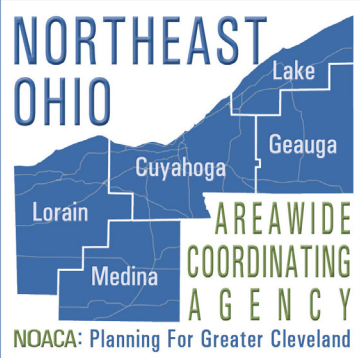 NORTHEAST
OHIO
Lake
Geauga
Cuyahoga
Lorain
Medina
AREAWIDE
COORDINATING
AGENCY
NOACA: Planning For Greater Cleveland